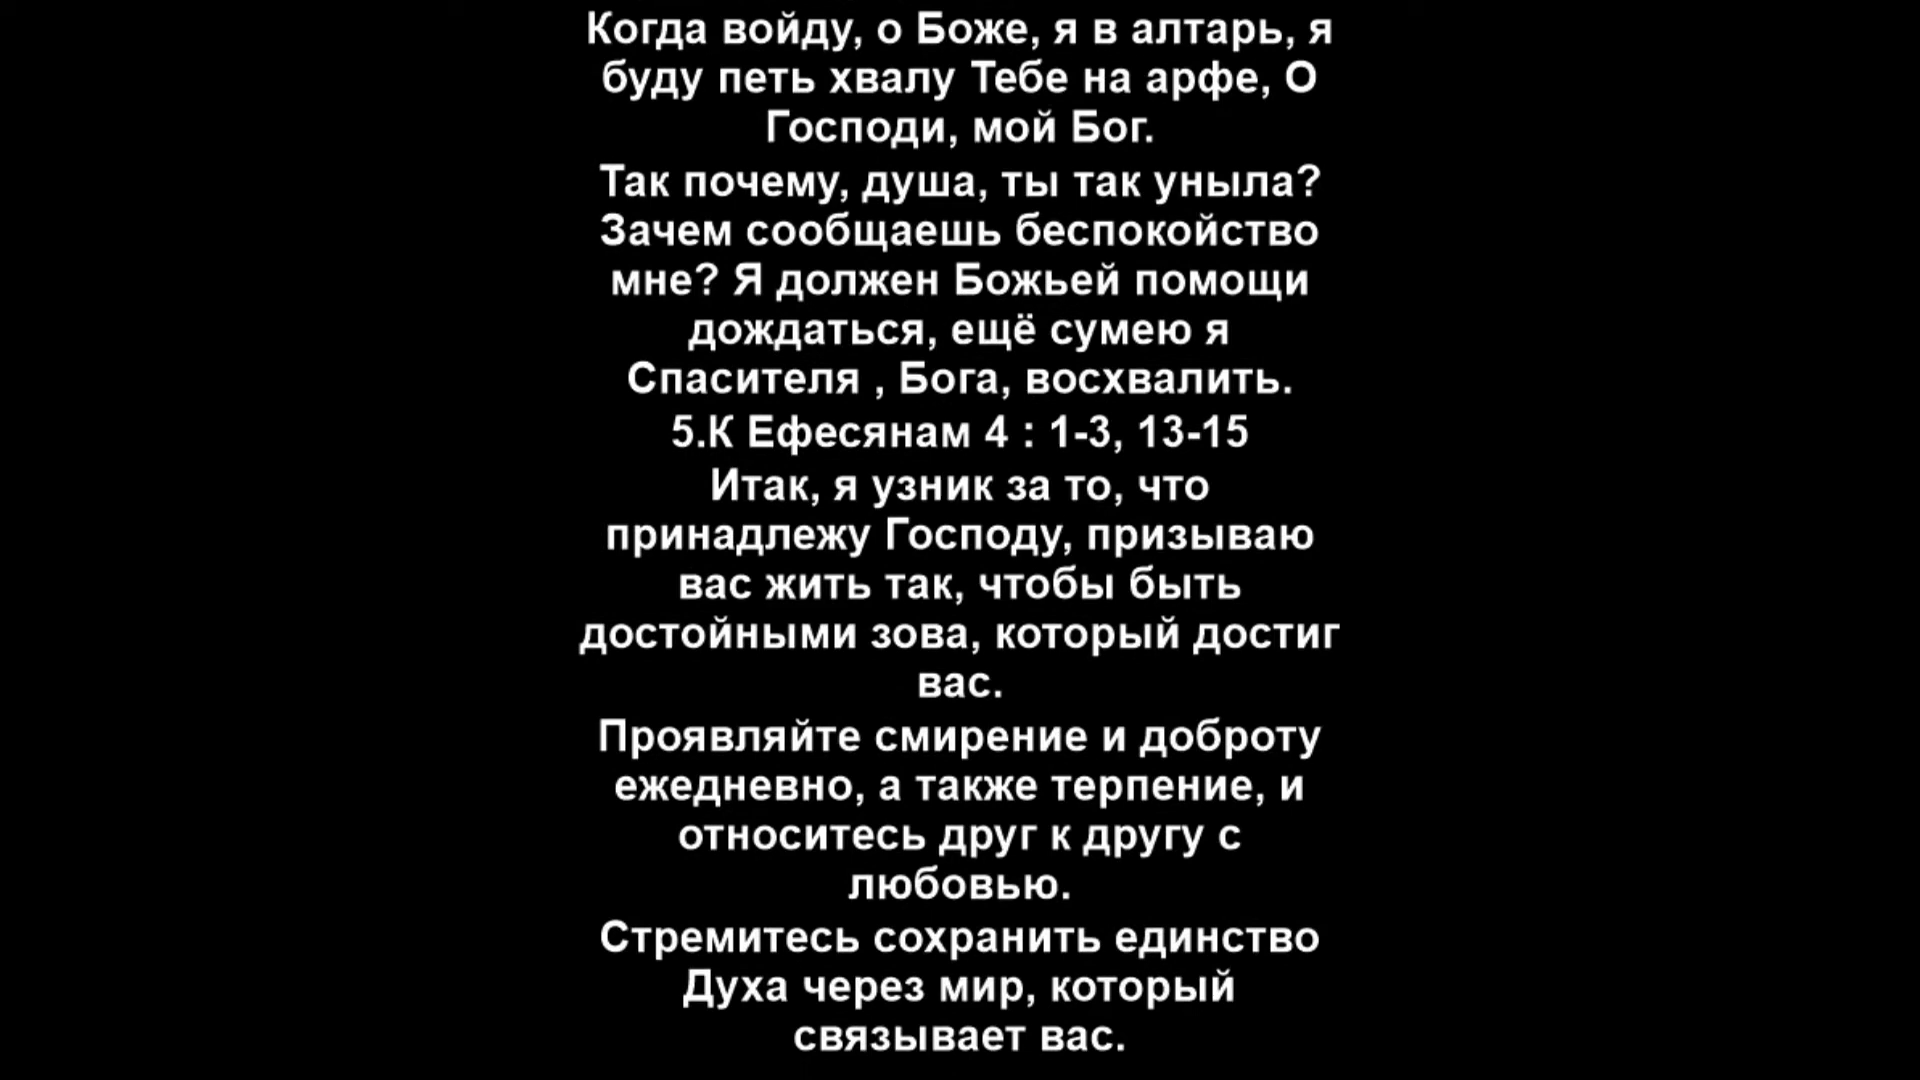 Когда войду, о Боже, я в алтарь, я
буду петь хвалу Тебе на арфе, О
Господи, мой Бог.
Так почему, душа, ты так уныла?
Зачем сообщаешь беспокойство
мне? Я должен Божьей помощи
дождаться, ещё сумею я
Спасителя , Бога, восхвалить.
5.К Ефесянам 4 : 1-3, 13-15
Итак, я узник за то, что
принадлежу Господу, призываю
вас жить так, чтобы быть
достойными зова, который достиг
вас.
Проявляйте смирение и доброту
ежедневно, а также терпение, и
относитесь друг к другу с
любовью.
Стремитесь сохранить единство
Духа через мир, который
связывает вас.